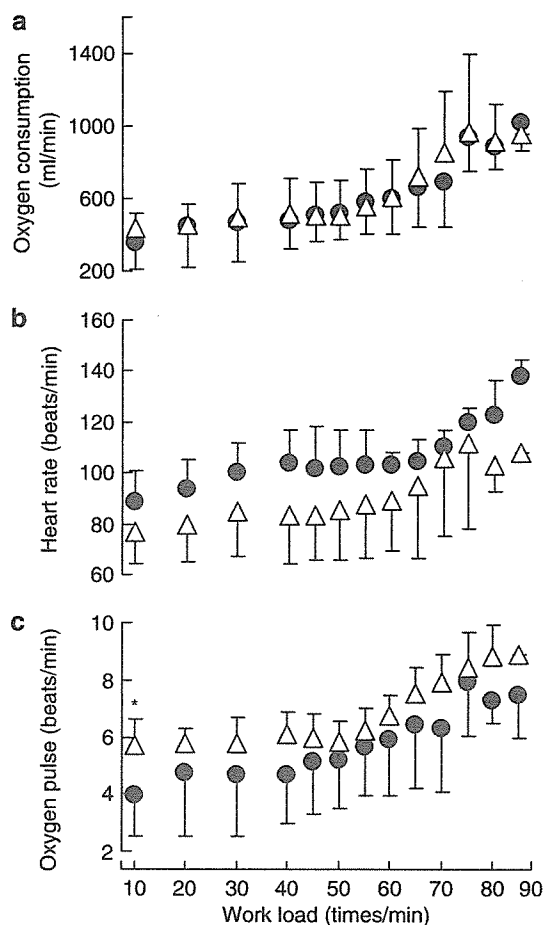 a
Oxygen consumption
(ml/min)
1400
1000
600
200
b
Heart rate (beats/min)
160
140
120
100
80
60
c
Oxygen pulse (beats/min)
10
8
6
4
2
*
10 20 30 40 50 60 70 80 90
Work load (times/min)